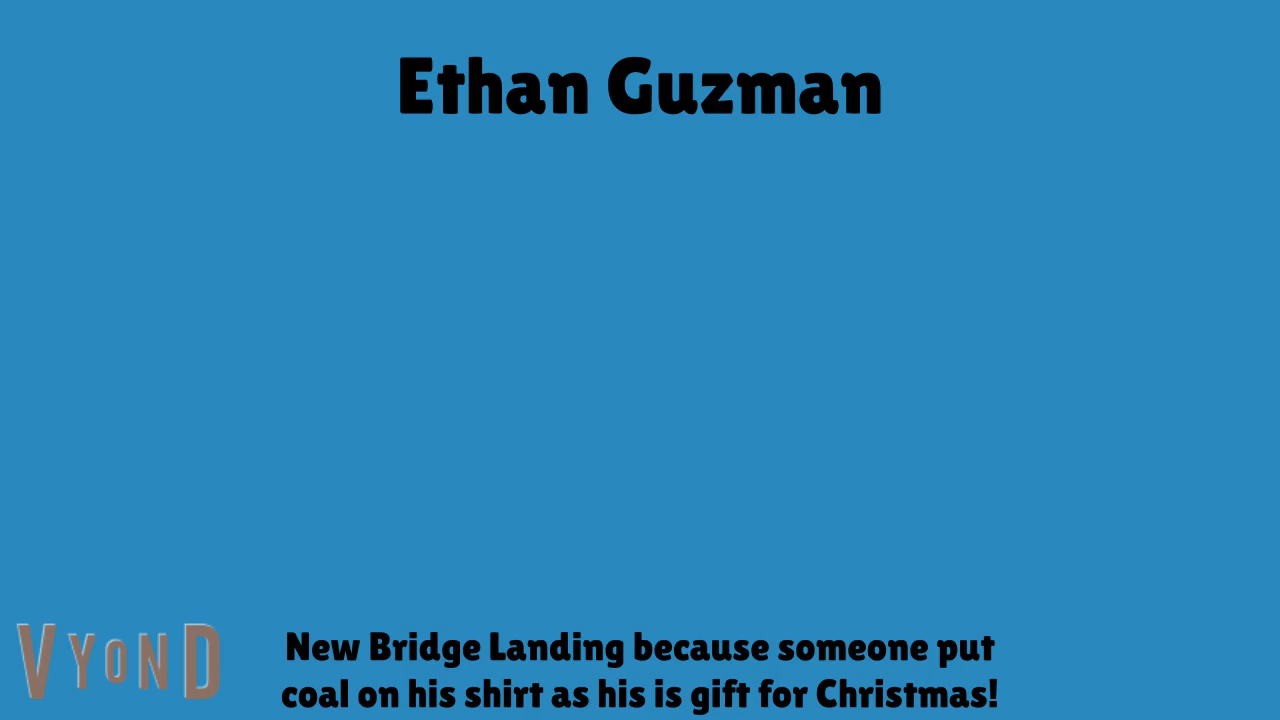 Ethan Guzman
New Bridge Landing because someone put
coal on his shirt as his is gift for Christmas!
VYOND